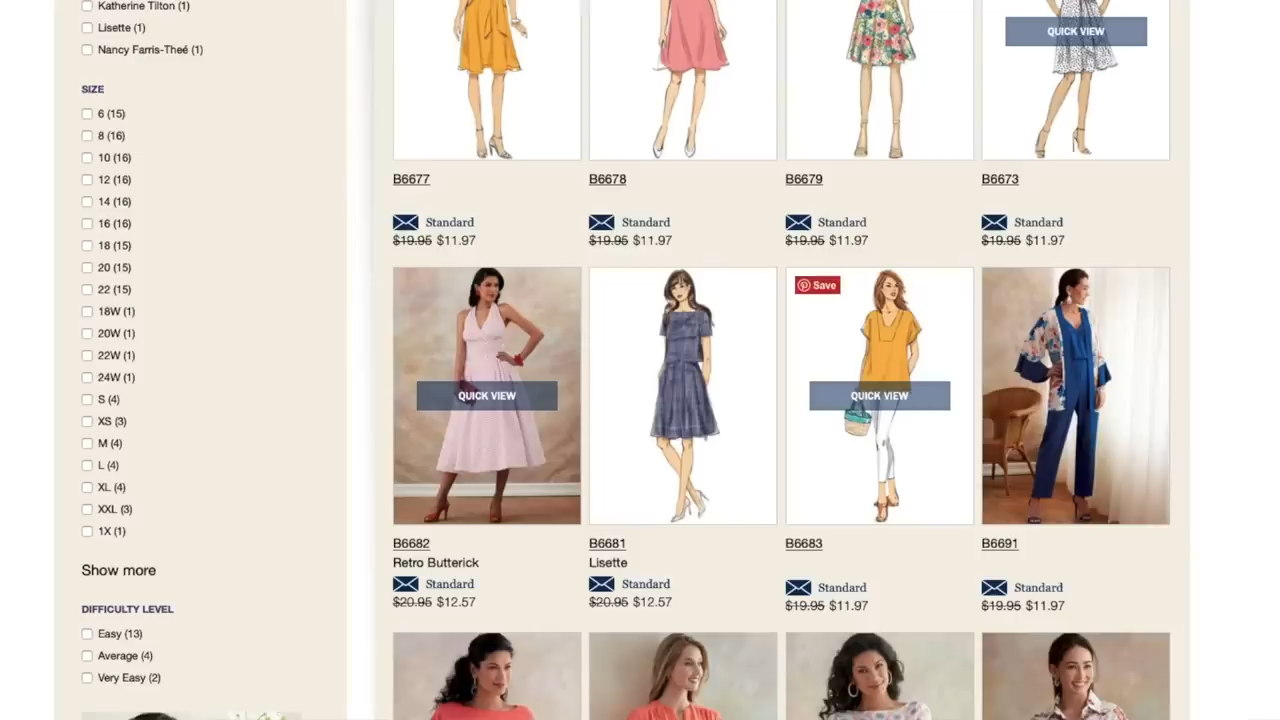 Katherine Tilton (1)
Lisette (1)
Nancy Farris-Theé (1)
SIZE
6 (15)
8 (16)
10 (16)
12 (16)
14 (16)
16 (16)
18 (15)
20 (15)
22 (15)
18W (1)
20W (1)
22W (1)
24W (1)
S (4)
XS (3)
M (4)
L (4)
XL (4)
XXL (3)
1X (1)
Show more
DIFFICULTY LEVEL
Easy (13)
Average (4)
Very Easy (2)
QUICK VIEW
B6677
Standard
$19.95 $11.97
B6678
Standard
$19.95 $11.97
B6679
Standard
$19.95 $11.97
B6673
Standard
$19.95 $11.97
QUICK VIEW
B6682
Retro Butterick
Standard
$20.95 $12.57
B6681
Lisette
Standard
$20.95 $12.57
Save
QUICK VIEW
B6683
Standard
$19.95 $11.97
B6691
Standard
$19.95 $11.97